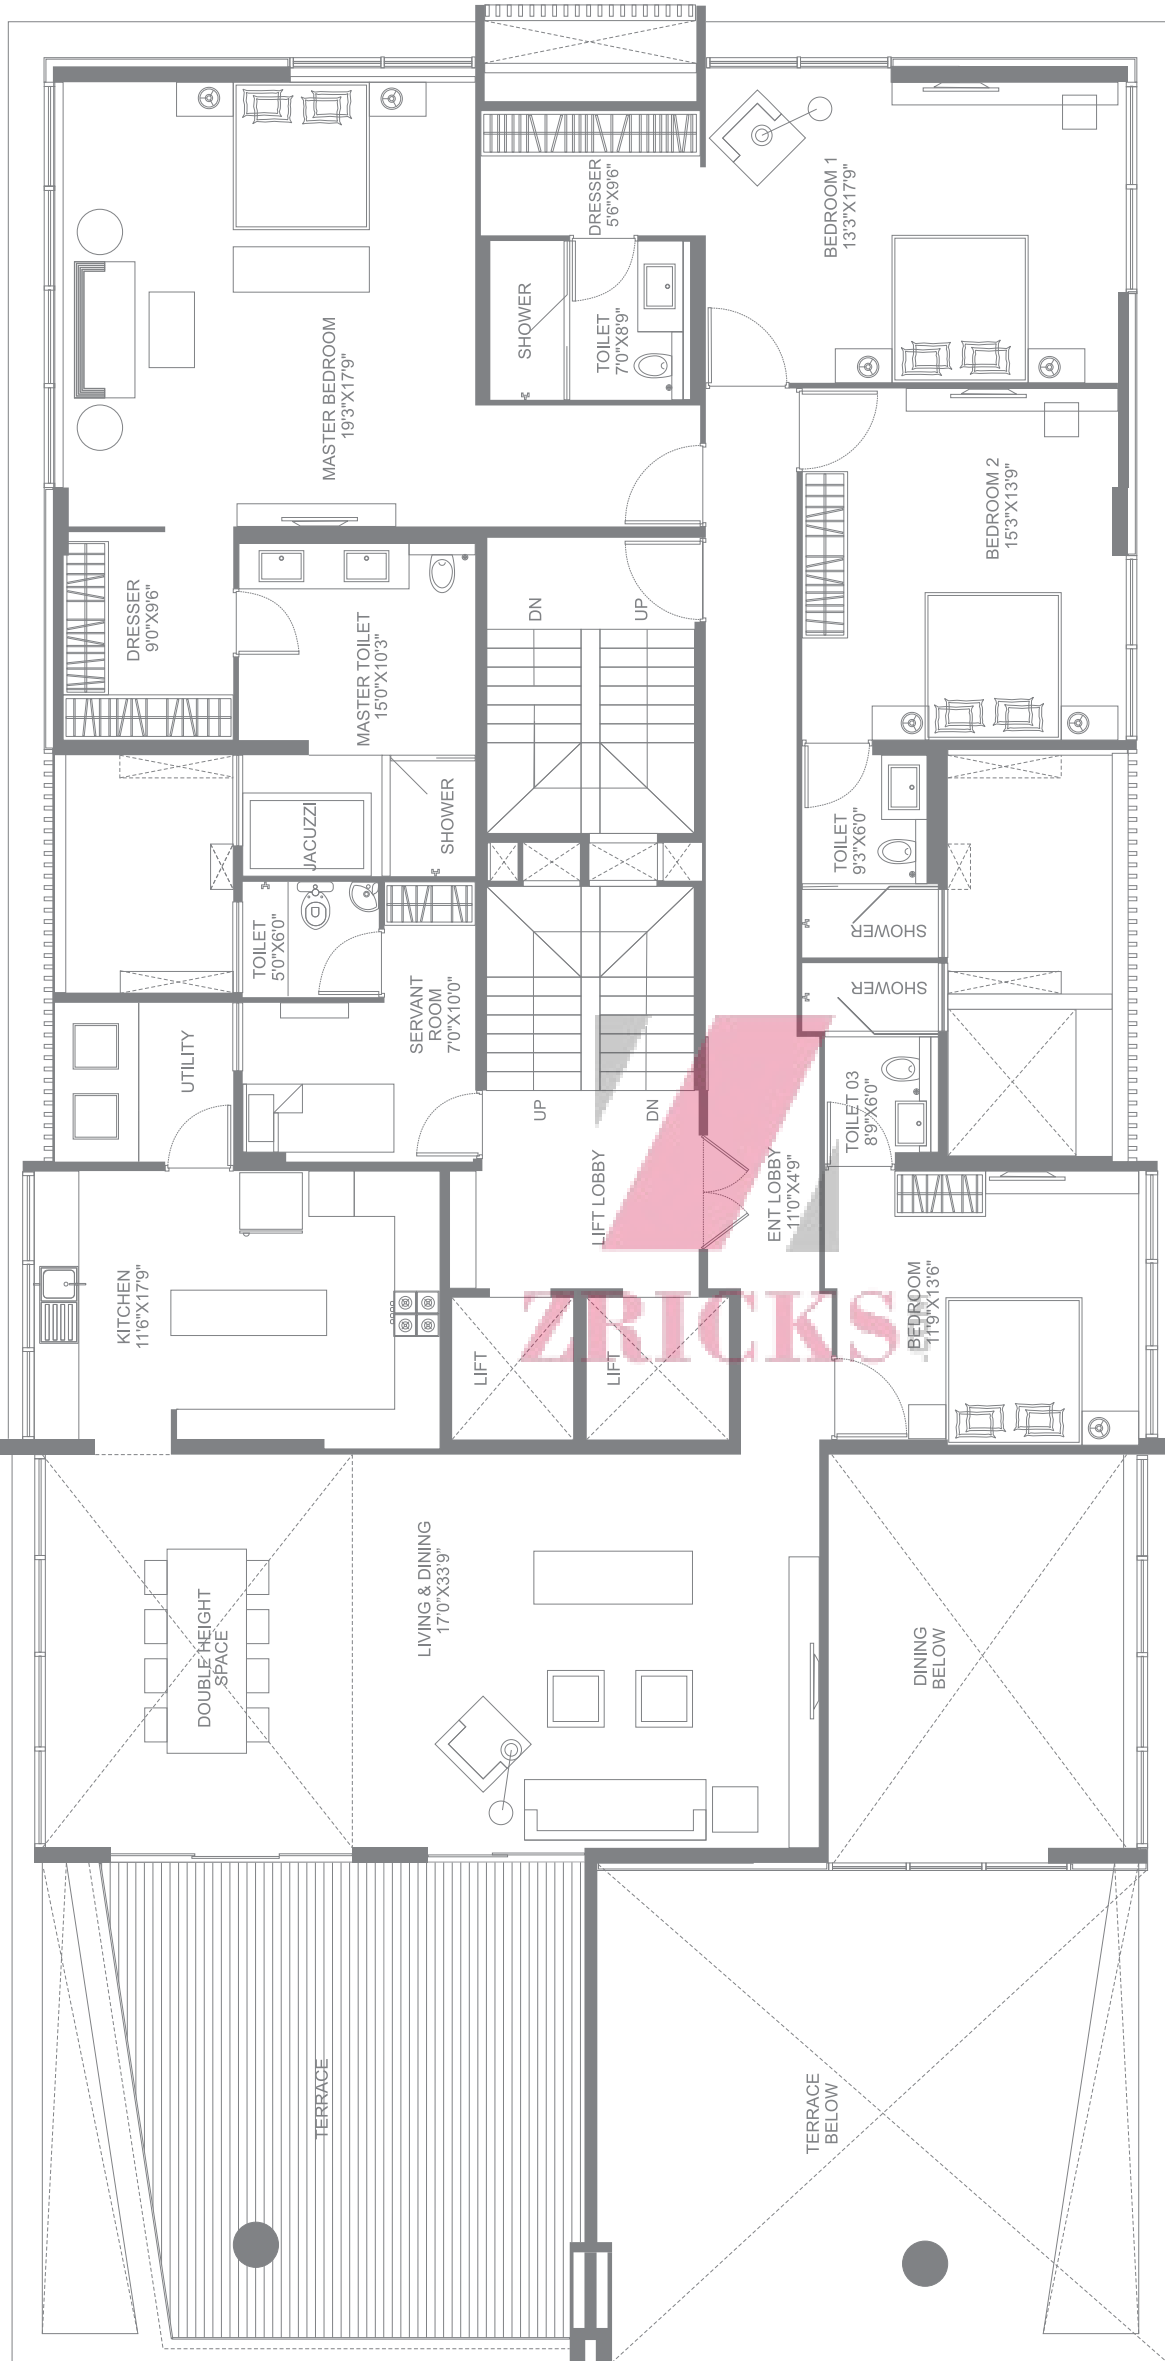 DRESSER
5'6"X9'6"
BEDROOM 1
13'3"X17'9"
SHOWER
TOILET
7'0"X8'9"
MASTER BEDROOM
19'3"X17'9"
BEDROOM 2
15'3"X13'9"
DRESSER
9'0"X9'6"
MASTER TOILET
15'0"X10'3"
DN
UP
JACUZZI
SHOWER
TOILET
9'3"X6'0"
SHOWER
TOILET
5'0"X6'0"
SERVANT
ROOM
7'0"X10'0"
SHOWER
UTILITY
UP
DN
TOILET 03
8'9"X6'0"
LIFT LOBBY
ENT LOBBY
11'0"X4'9"
KITCHEN
11'6"X17'9"
BEDROOM
11'9"X13'6"
ZRICKS
LIFT
LIFT
LIVING & DINING
17'0"X33'9"
DOUBLE HEIGHT
SPACE
DINING
BELOW
TERRACE
TERRACE
BELOW